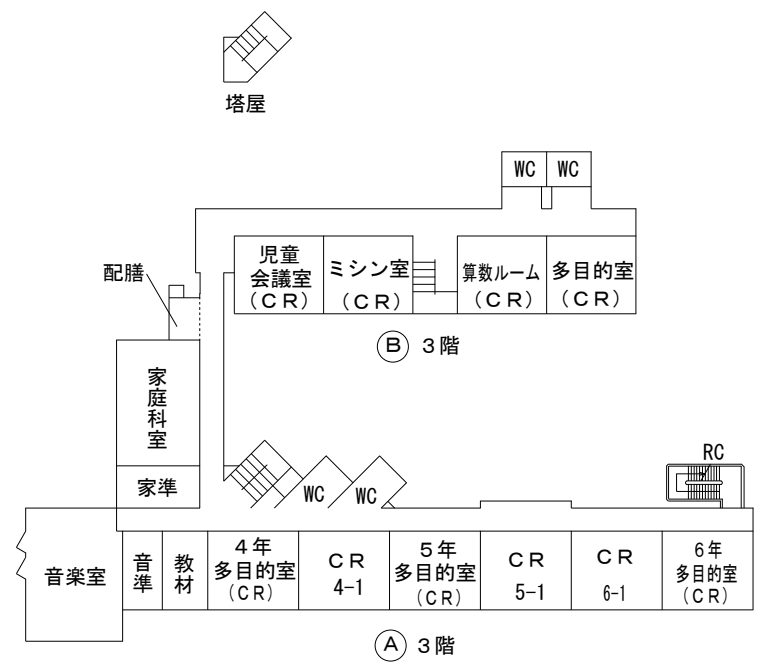 塔屋
WC
WC
児童
会議室
(CR)
ミシン室
(CR)
算数ルーム
(CR)
多目的室
(CR)
配膳
Ⓑ 3階
家庭科室
家準
RC
WC
WC
音楽室
音準
教材
4年
多目的室
(CR)
CR
4-1
5年
多目的室
(CR)
CR
5-1
CR
6-1
6年
多目的室
(CR)
Ⓐ 3階